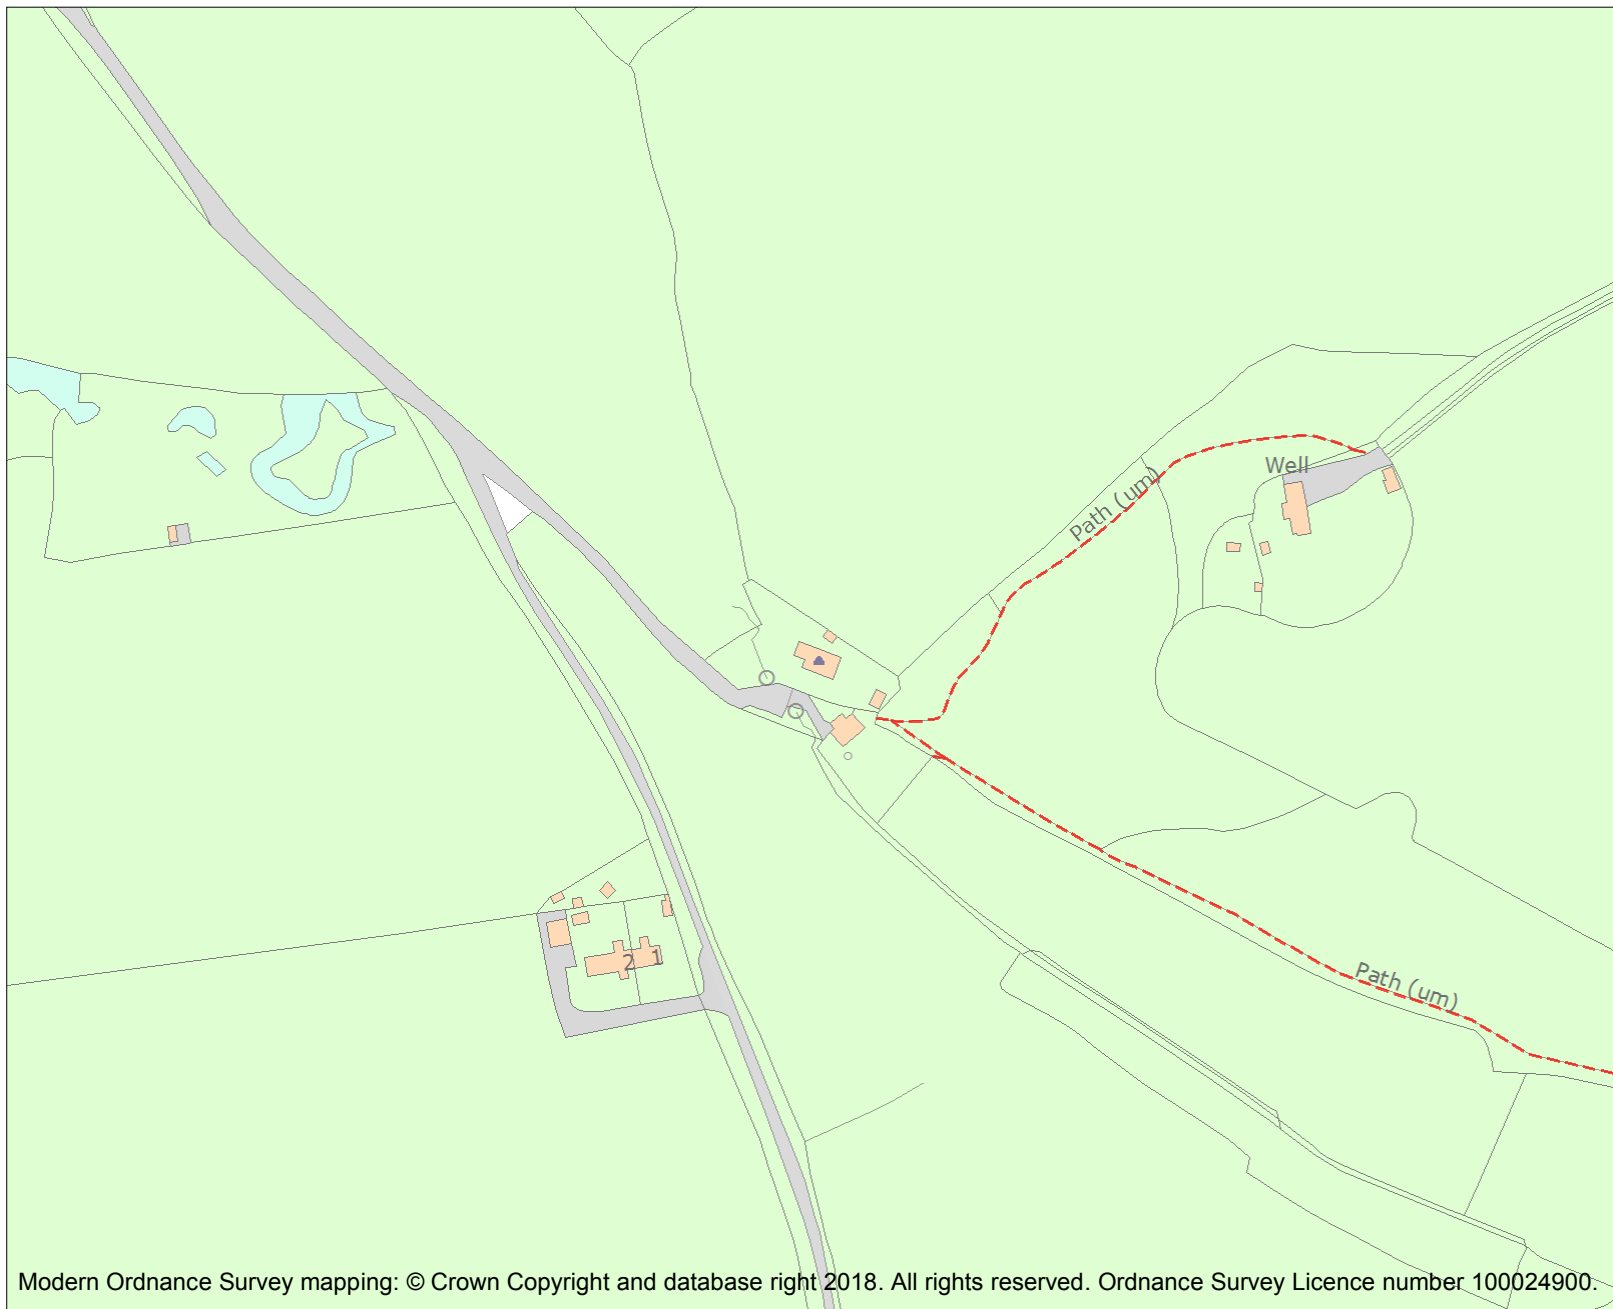 Well
Path (um)
2 1
Path (um)
Modern Ordnance Survey mapping: © Crown Copyright and database right 2018. All rights reserved. Ordnance Survey Licence number 100024900.